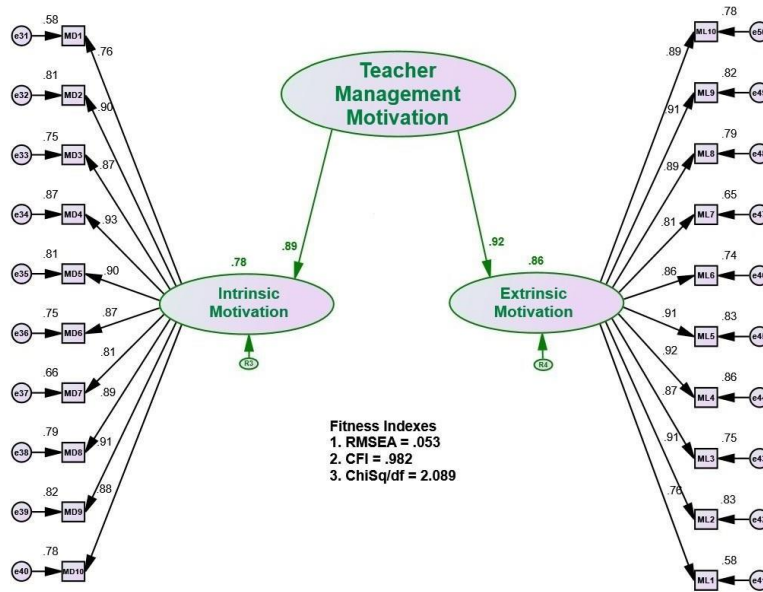 Teacher
Management
Motivation
.89
.92
.78
Intrinsic
Motivation
R3
.86
Extrinsic
Motivation
R4
Fitness Indexes
1. RMSEA = .053
2. CFI = .982
3. ChiSq/df = 2.089
e31 .58 MD1 .76
e32 .81 MD2 .90
e33 .75 MD3 .87
e34 .87 MD4 .93
e35 .81 MD5 .90
e36 .75 MD6 .87
e37 .66 MD7 .81
e38 .79 MD8 .89
e39 .82 MD9 .91
e40 .78 MD10 .88
.89 ML10 .78
.91 ML9 .82
.89 ML8 .79
.81 ML7 .65
.86 ML6 .74
.91 ML5 .83
.92 ML4 .86
.87 ML3 .75
.91 ML2 .83
.76 ML1 .58